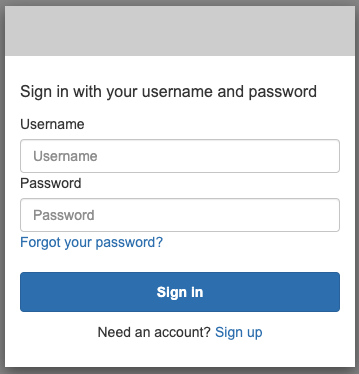 Sign in with your username and password
Username
Username
Password
Password
Forgot your password?
Sign in
Need an account? Sign up